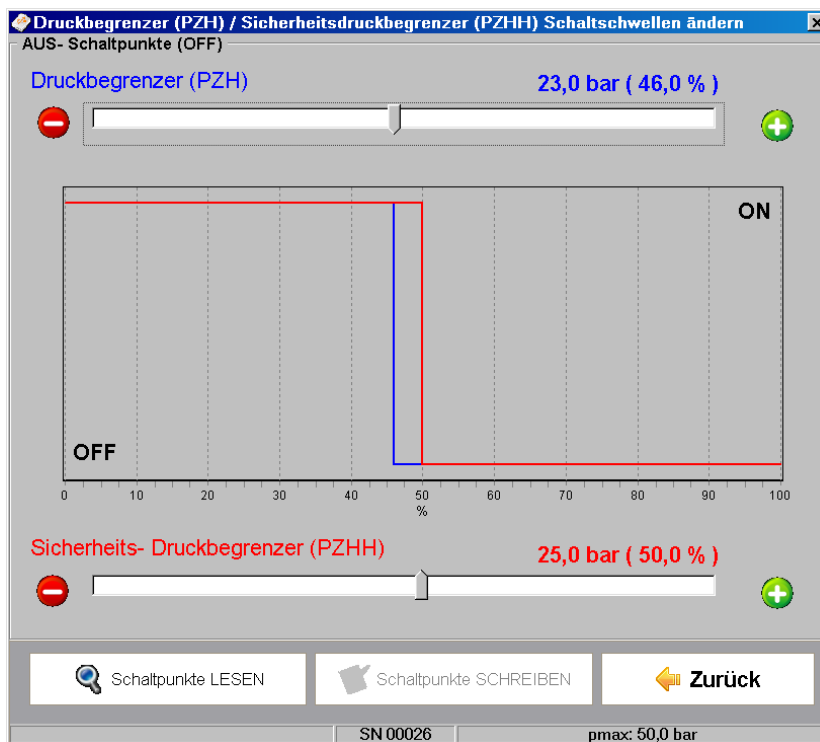 Druckbegrenzer (PZH) / Sicherheitsdruckbegrenzer (PZHH) Schaltschwellen ändern
AUS- Schaltpunkte (OFF)
Druckbegrenzer (PZH) 23,0 bar ( 46,0 % )
ON
OFF
0 10 20 30 40 50 60 70 80 90 100
%
Sicherheits- Druckbegrenzer (PZHH) 25,0 bar ( 50,0 % )
Schaltpunkte LESEN Schaltpunkte SCHREIBEN Zurück
SN 00026 pmax: 50,0 bar